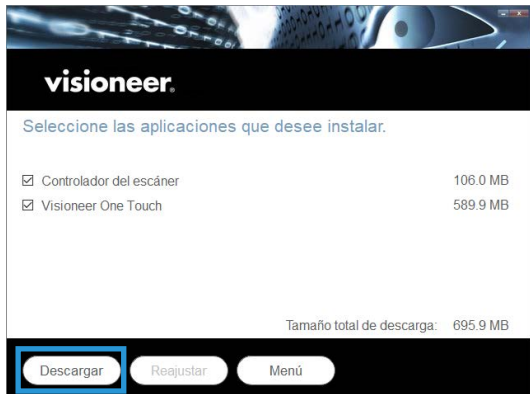 visioneer®
Seleccione las aplicaciones que desee instalar.
☑ Controlador del escáner 106.0 MB
☑ Visioneer One Touch 589.9 MB
Tamaño total de descarga: 695.9 MB
Descargar Reajustar Menú